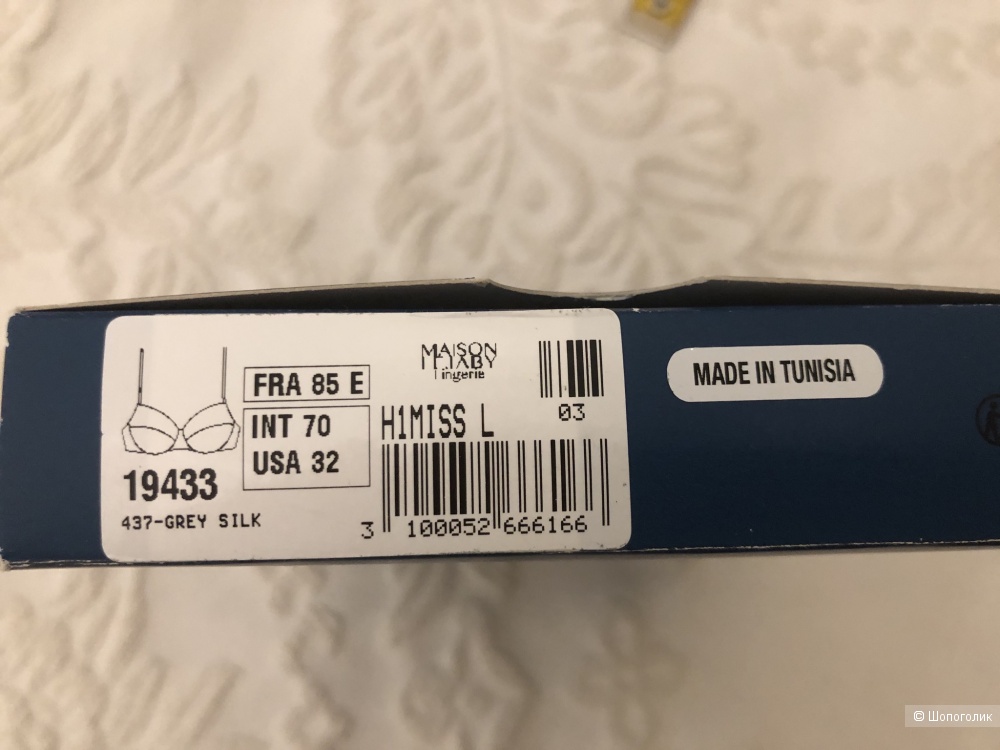 MAISON
LEJABY
Lingerie
FRA 85 E
INT 70
USA 32
H1MISS L
03
19433
437-GREY SILK
3 100052 666166
MADE IN TUNISIA
© Шопоголик